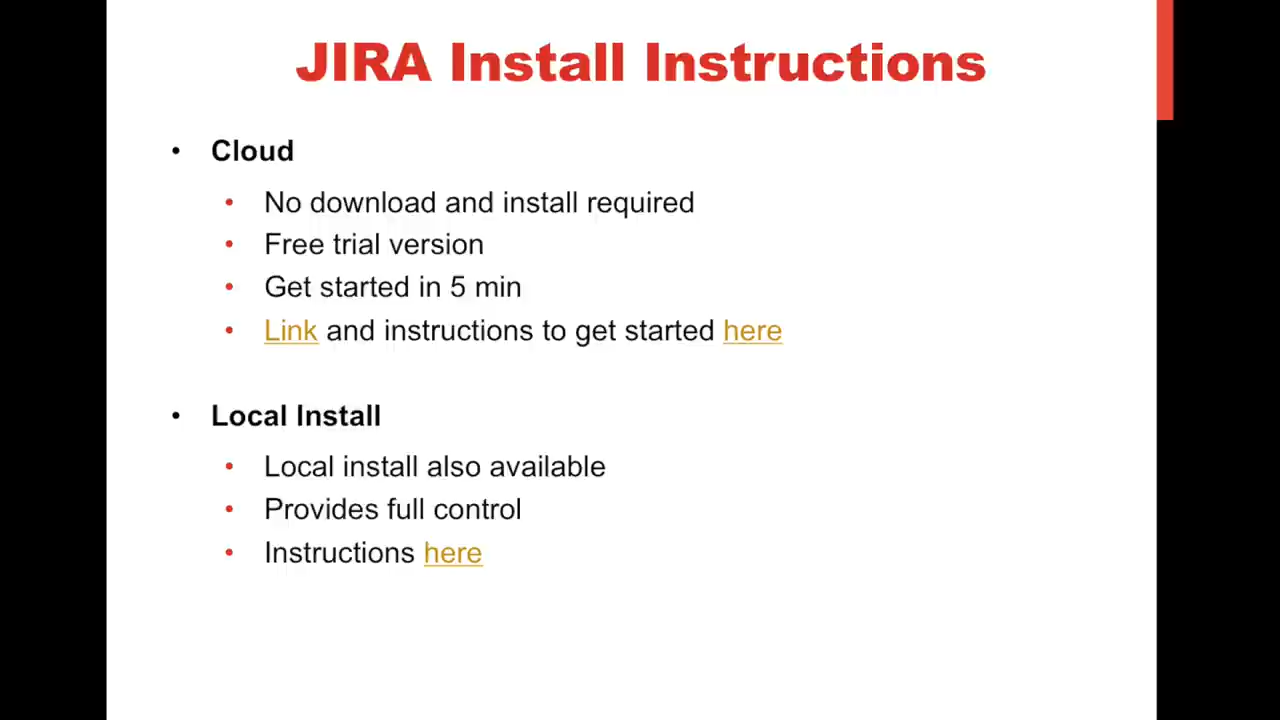 JIRA Install Instructions
• Cloud
• No download and install required
• Free trial version
• Get started in 5 min
• Link and instructions to get started here
• Local Install
• Local install also available
• Provides full control
• Instructions here